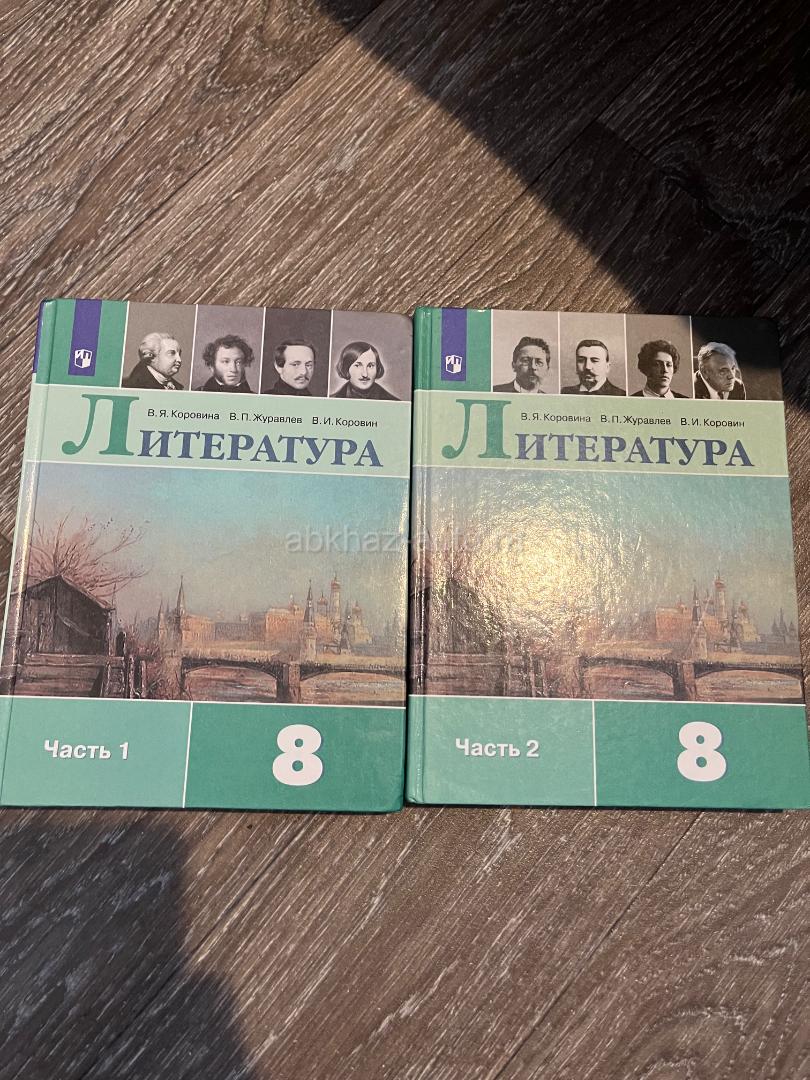 В. Я. Коровина В. П. Журавлев В. И. Коровин
ЛИТЕРАТУРА
Часть 1
8
В. Я. Коровина В. П. Журавлев В. И. Коровин
ЛИТЕРАТУРА
Часть 2
8